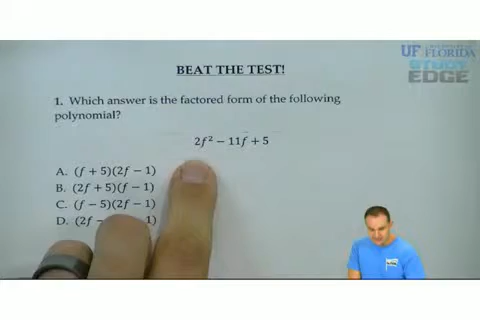 UF FLORIDA
STUDY
EDGE
BEAT THE TEST!
1. Which answer is the factored form of the following
polynomial?
2f² − 11f + 5
A. (f + 5)(2f − 1)
B. (2f + 5)(f − 1)
C. (f − 5)(2f − 1)
D. (2f − 1)